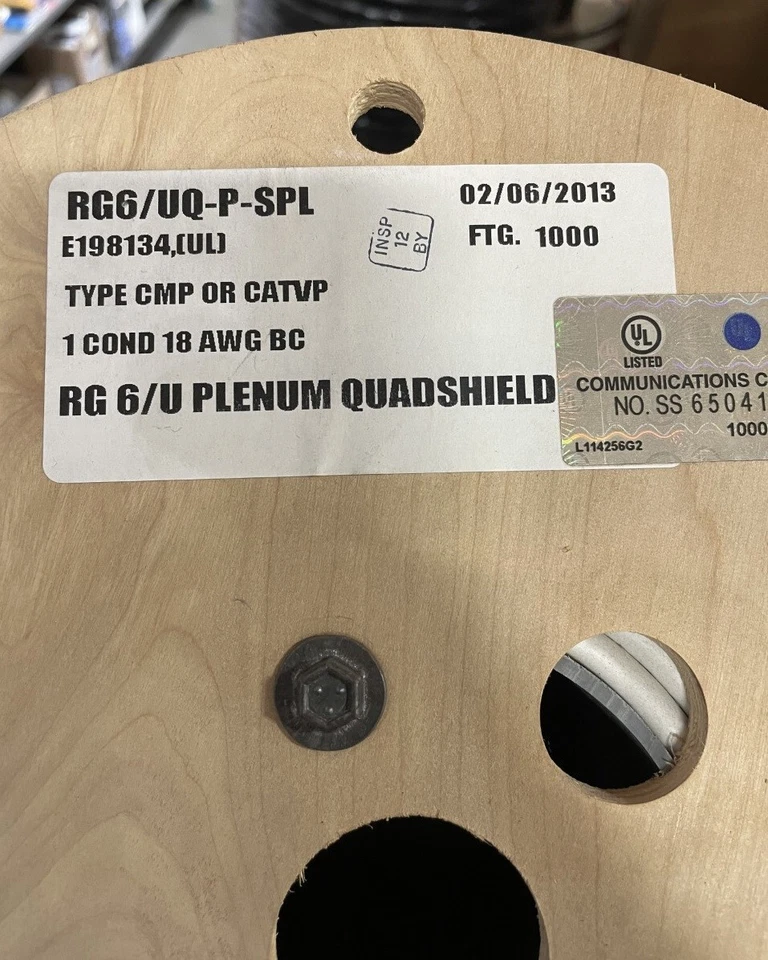 RG6/UQ-P-SPL
02/06/2013
E198134,(UL)
FTG. 1000
INSP
12
BY
TYPE CMP OR CATVP
1 COND 18 AWG BC
RG 6/U PLENUM QUADSHIELD
UL
LISTED
COMMUNICATIONS C
NO. SS 65041
1000
L114256G2